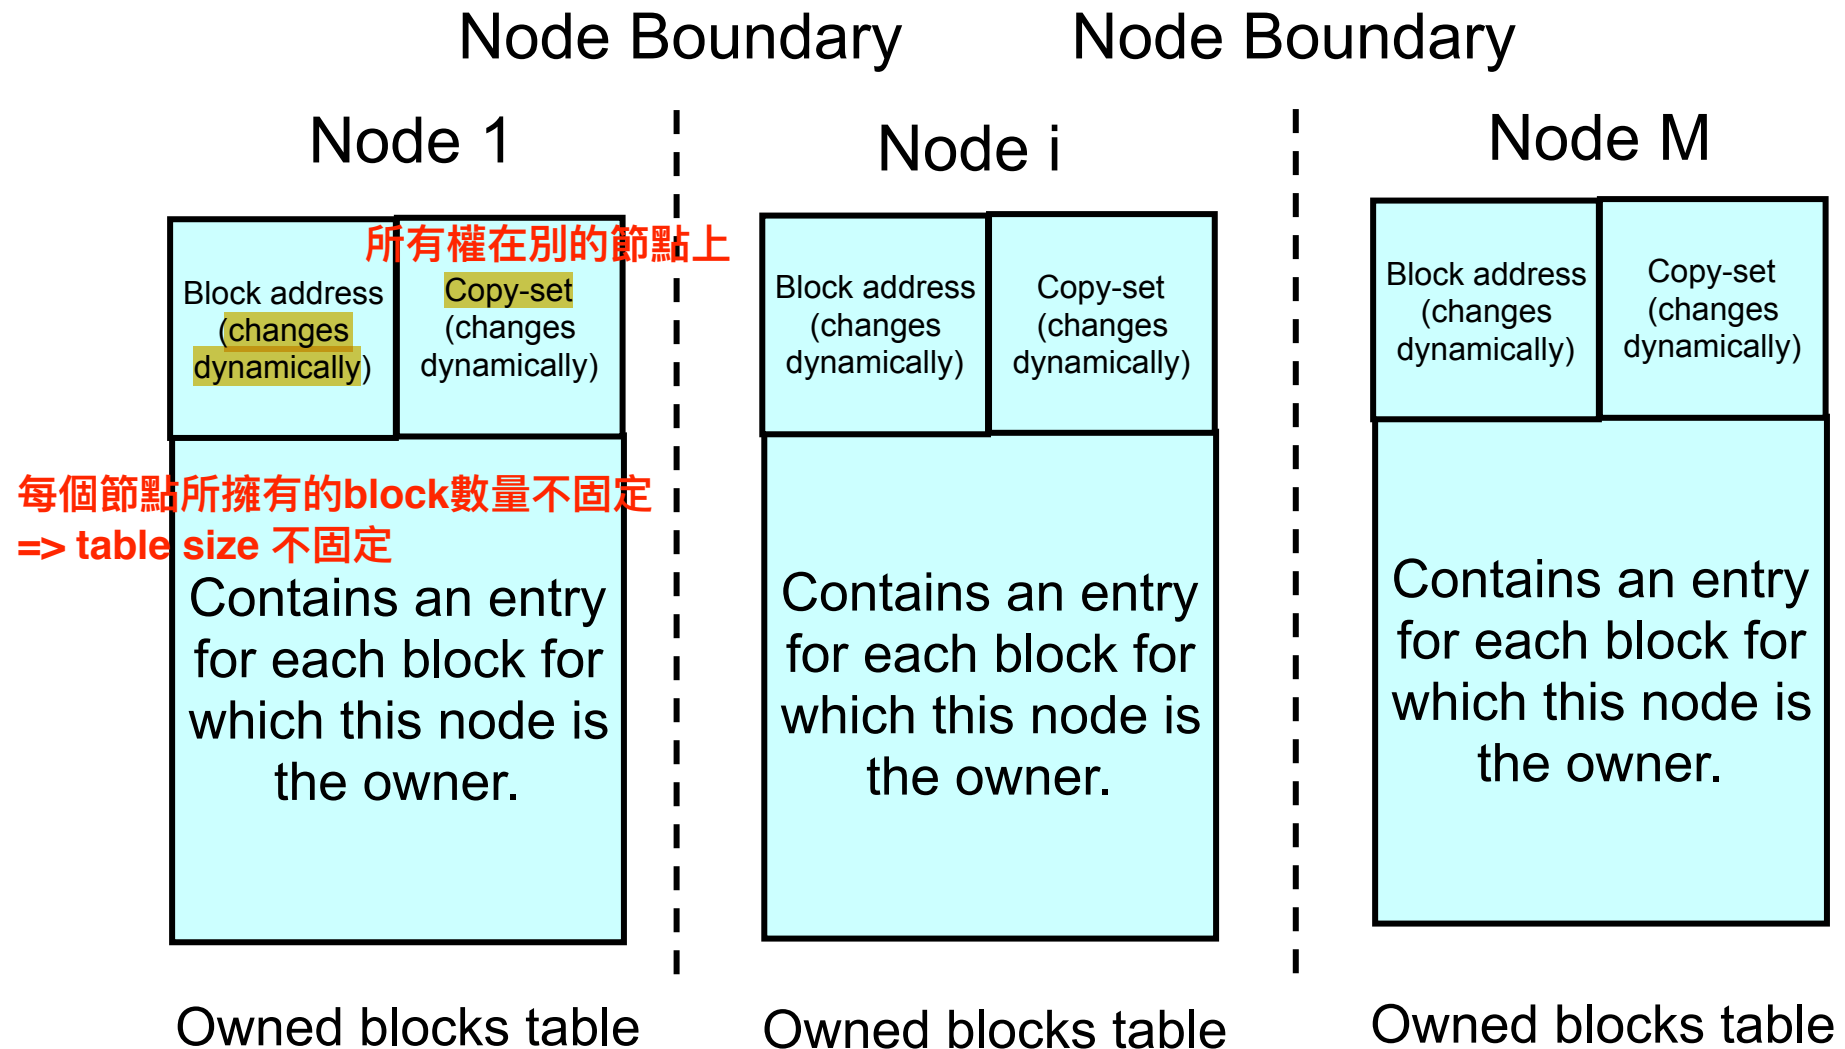 Node Boundary
Node Boundary
Node 1
Node i
Node M
所有權在別的節點上
Block address
(changes
dynamically)
Copy-set
(changes
dynamically)
Block address
(changes
dynamically)
Copy-set
(changes
dynamically)
Block address
(changes
dynamically)
Copy-set
(changes
dynamically)
每個節點所擁有的block數量不固定
=> table size 不固定
Contains an entry
for each block for
which this node is
the owner.
Contains an entry
for each block for
which this node is
the owner.
Contains an entry
for each block for
which this node is
the owner.
Owned blocks table
Owned blocks table
Owned blocks table